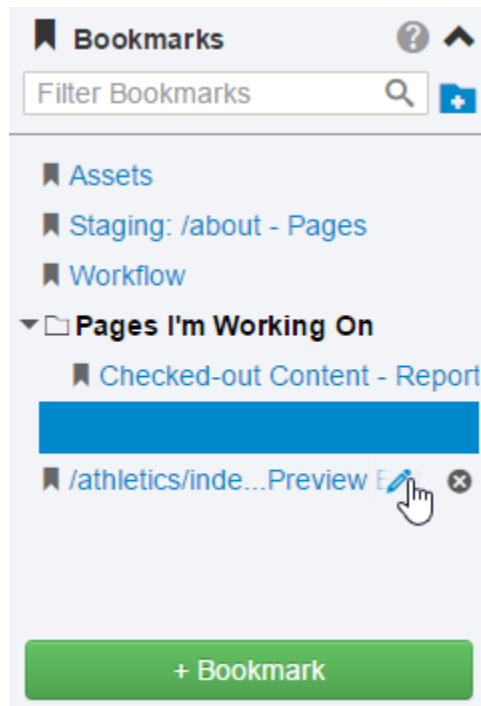 Bookmarks ?
Filter Bookmarks
Assets
Staging: /about - Pages
Workflow
Pages I'm Working On
Checked-out Content - Report
/athletics/inde...Preview
+ Bookmark